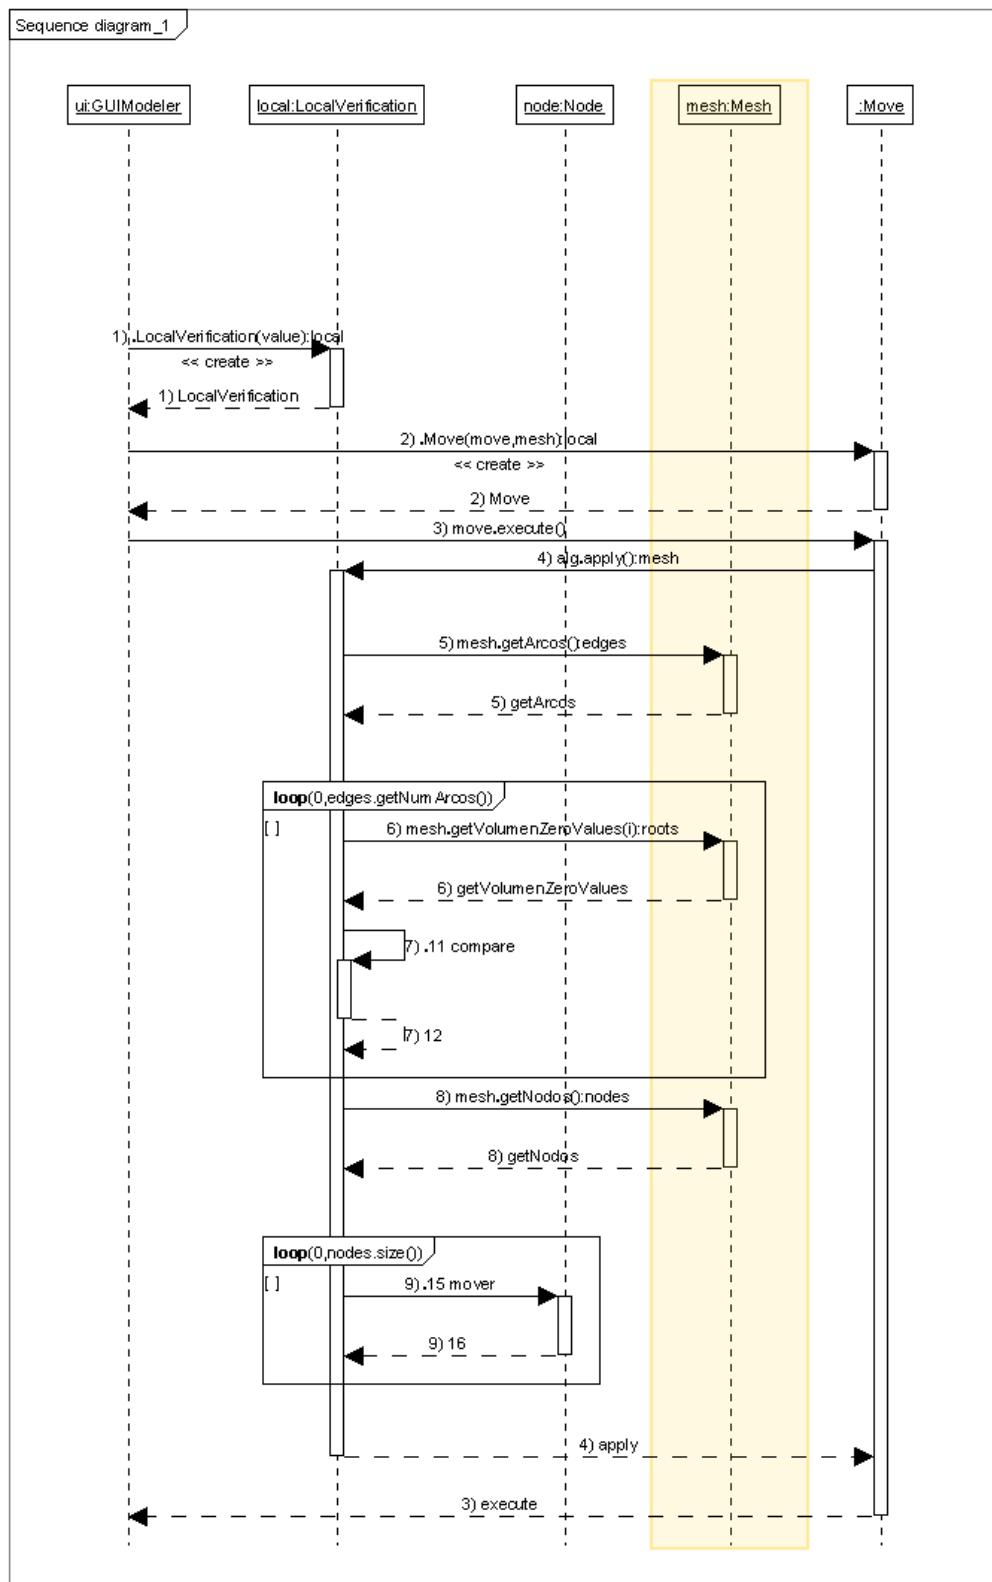 Sequence diagram_1
ui:GUIModeler
local:LocalVerification
node:Node
mesh:Mesh
:Move
1) .LocalVerification(value):local
<< create >>
1) LocalVerification
2) .Move(move,mesh):local
<< create >>
2) Move
3) move.execute()
4) alg.apply():mesh
5) mesh.getArcos():edges
5) getArcos
loop(0,edges.getNumArcos())
[ ]
6) mesh.getVolumenZeroValues(i):roots
6) getVolumenZeroValues
7) .11 compare
7) 12
8) mesh.getNodos():nodes
8) getNodos
loop(0,nodes.size())
[ ]
9) .15 mover
9) 16
4) apply
3) execute